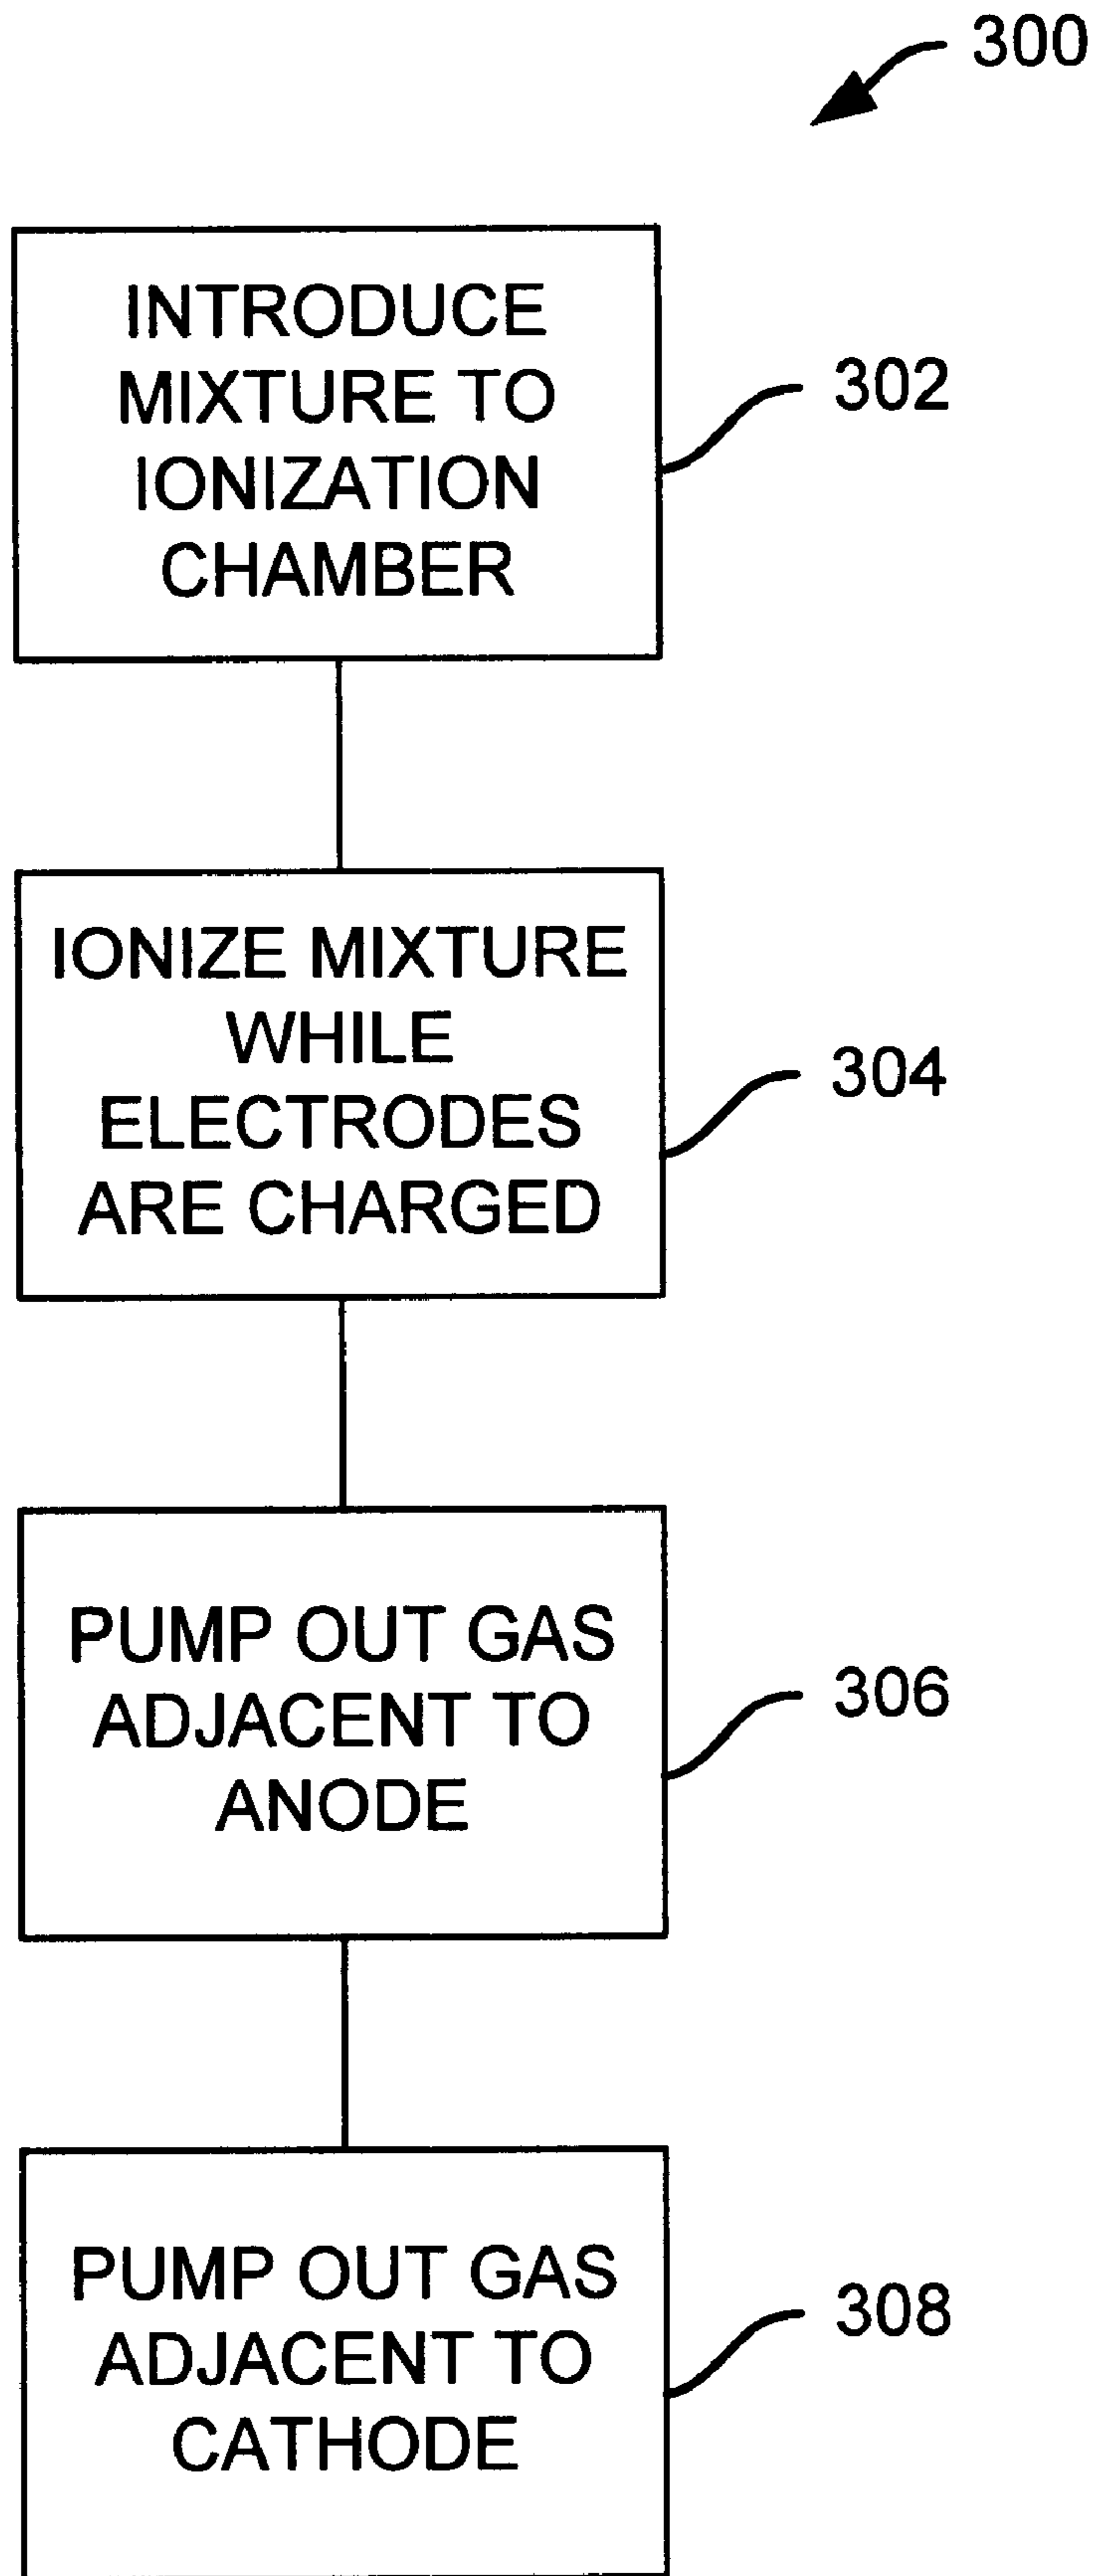 300
INTRODUCE
MIXTURE TO
IONIZATION
CHAMBER
302
IONIZE MIXTURE
WHILE
ELECTRODES
ARE CHARGED
304
PUMP OUT GAS
ADJACENT TO
ANODE
306
PUMP OUT GAS
ADJACENT TO
CATHODE
308